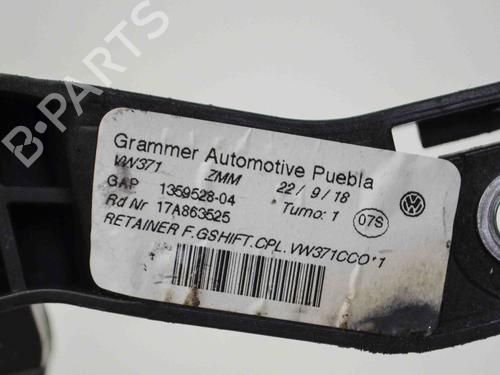 B-PARTS
Grammer Automotive Puebla
VW371 ZMM 22/9/18
GAP 1359528-04 Turno: 1
Rd Nr 17A863525 07S
RETAINER F.GSHIFT.CPL.VW371CCO*1